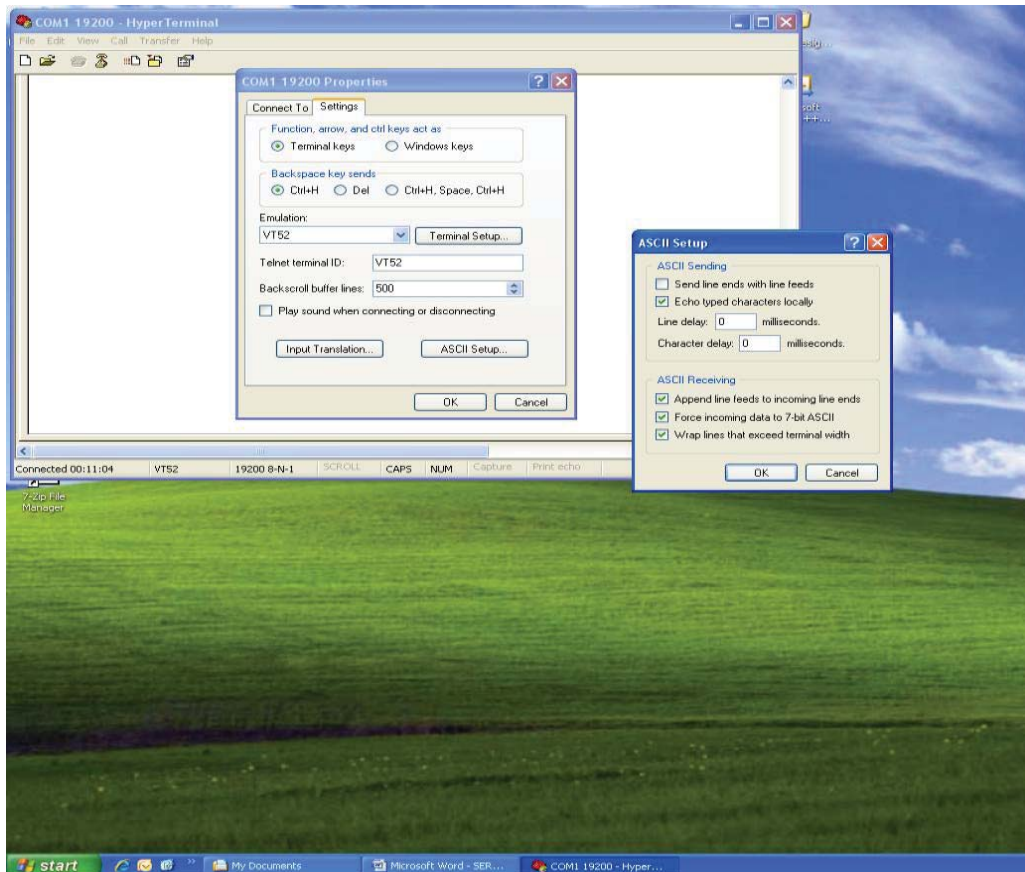 COM1 19200 - HyperTerminal
File Edit View Call Transfer Help
COM1 19200 Properties
Connect To Settings
Function, arrow, and ctrl keys act as
Terminal keys Windows keys
Backspace key sends
Ctrl+H Del Ctrl+H, Space, Ctrl+H
Emulation:
VT52 Terminal Setup...
Telnet terminal ID: VT52
Backscroll buffer lines: 500
Play sound when connecting or disconnecting
Input Translation... ASCII Setup...
OK Cancel
ASCII Setup
ASCII Sending
Send line ends with line feeds
Echo typed characters locally
Line delay: 0 milliseconds.
Character delay: 0 milliseconds.
ASCII Receiving
Append line feeds to incoming line ends
Force incoming data to 7-bit ASCII
Wrap lines that exceed terminal width
OK Cancel
Connected 00:11:04 VT52 19200 8-N-1 SCROLL CAPS NUM Capture Print echo
7-Zip File
Manager
start My Documents Microsoft Word - SER... COM1 19200 - Hyper...